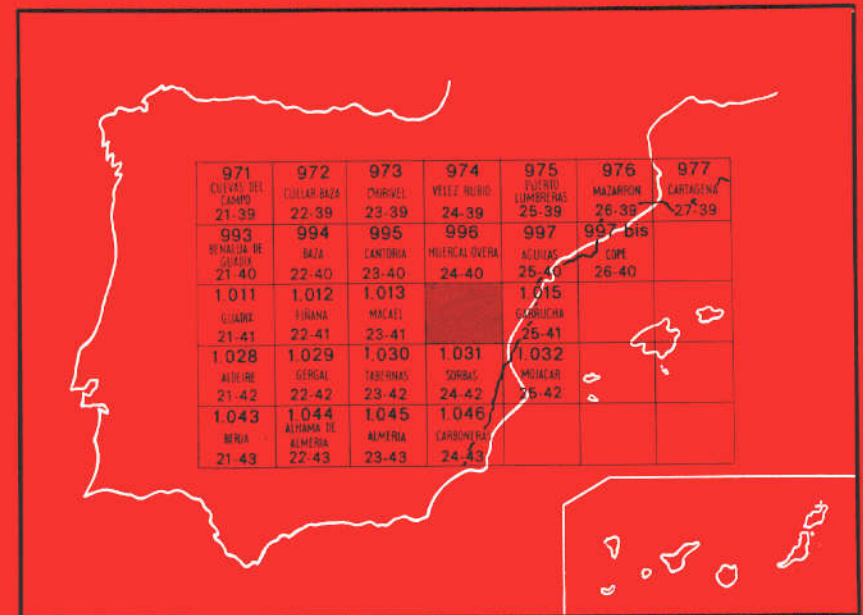 971 972 973 974 975 976 977
CUEVAS DEL CAMPO CULLAR-BAZA CHIRIVEL VELEZ RUBIO PUERTO LUMBRERAS MAZARRON CARTAGENA
21-39 22-39 23-39 24-39 25-39 26-39 27-39
993 994 995 996 997 997 bis
BENALUA DE GUADIX BAZA CANTORIA HUERCAL OVERA AGUILAS COPE
21-40 22-40 23-40 24-40 25-40 26-40
1.011 1.012 1.013 1.015
GUADIX FIÑANA MACAEL GARRUCHA
21-41 22-41 23-41 25-41
1.028 1.029 1.030 1.031 1.032
ALDEIRE GERGAL TABERNAS SORBAS MOJACAR
21-42 22-42 23-42 24-42 25-42
1.043 1.044 1.045 1.046
BERJA ALHAMA DE ALMERIA ALMERIA CARBONERAS
21-43 22-43 23-43 24-43